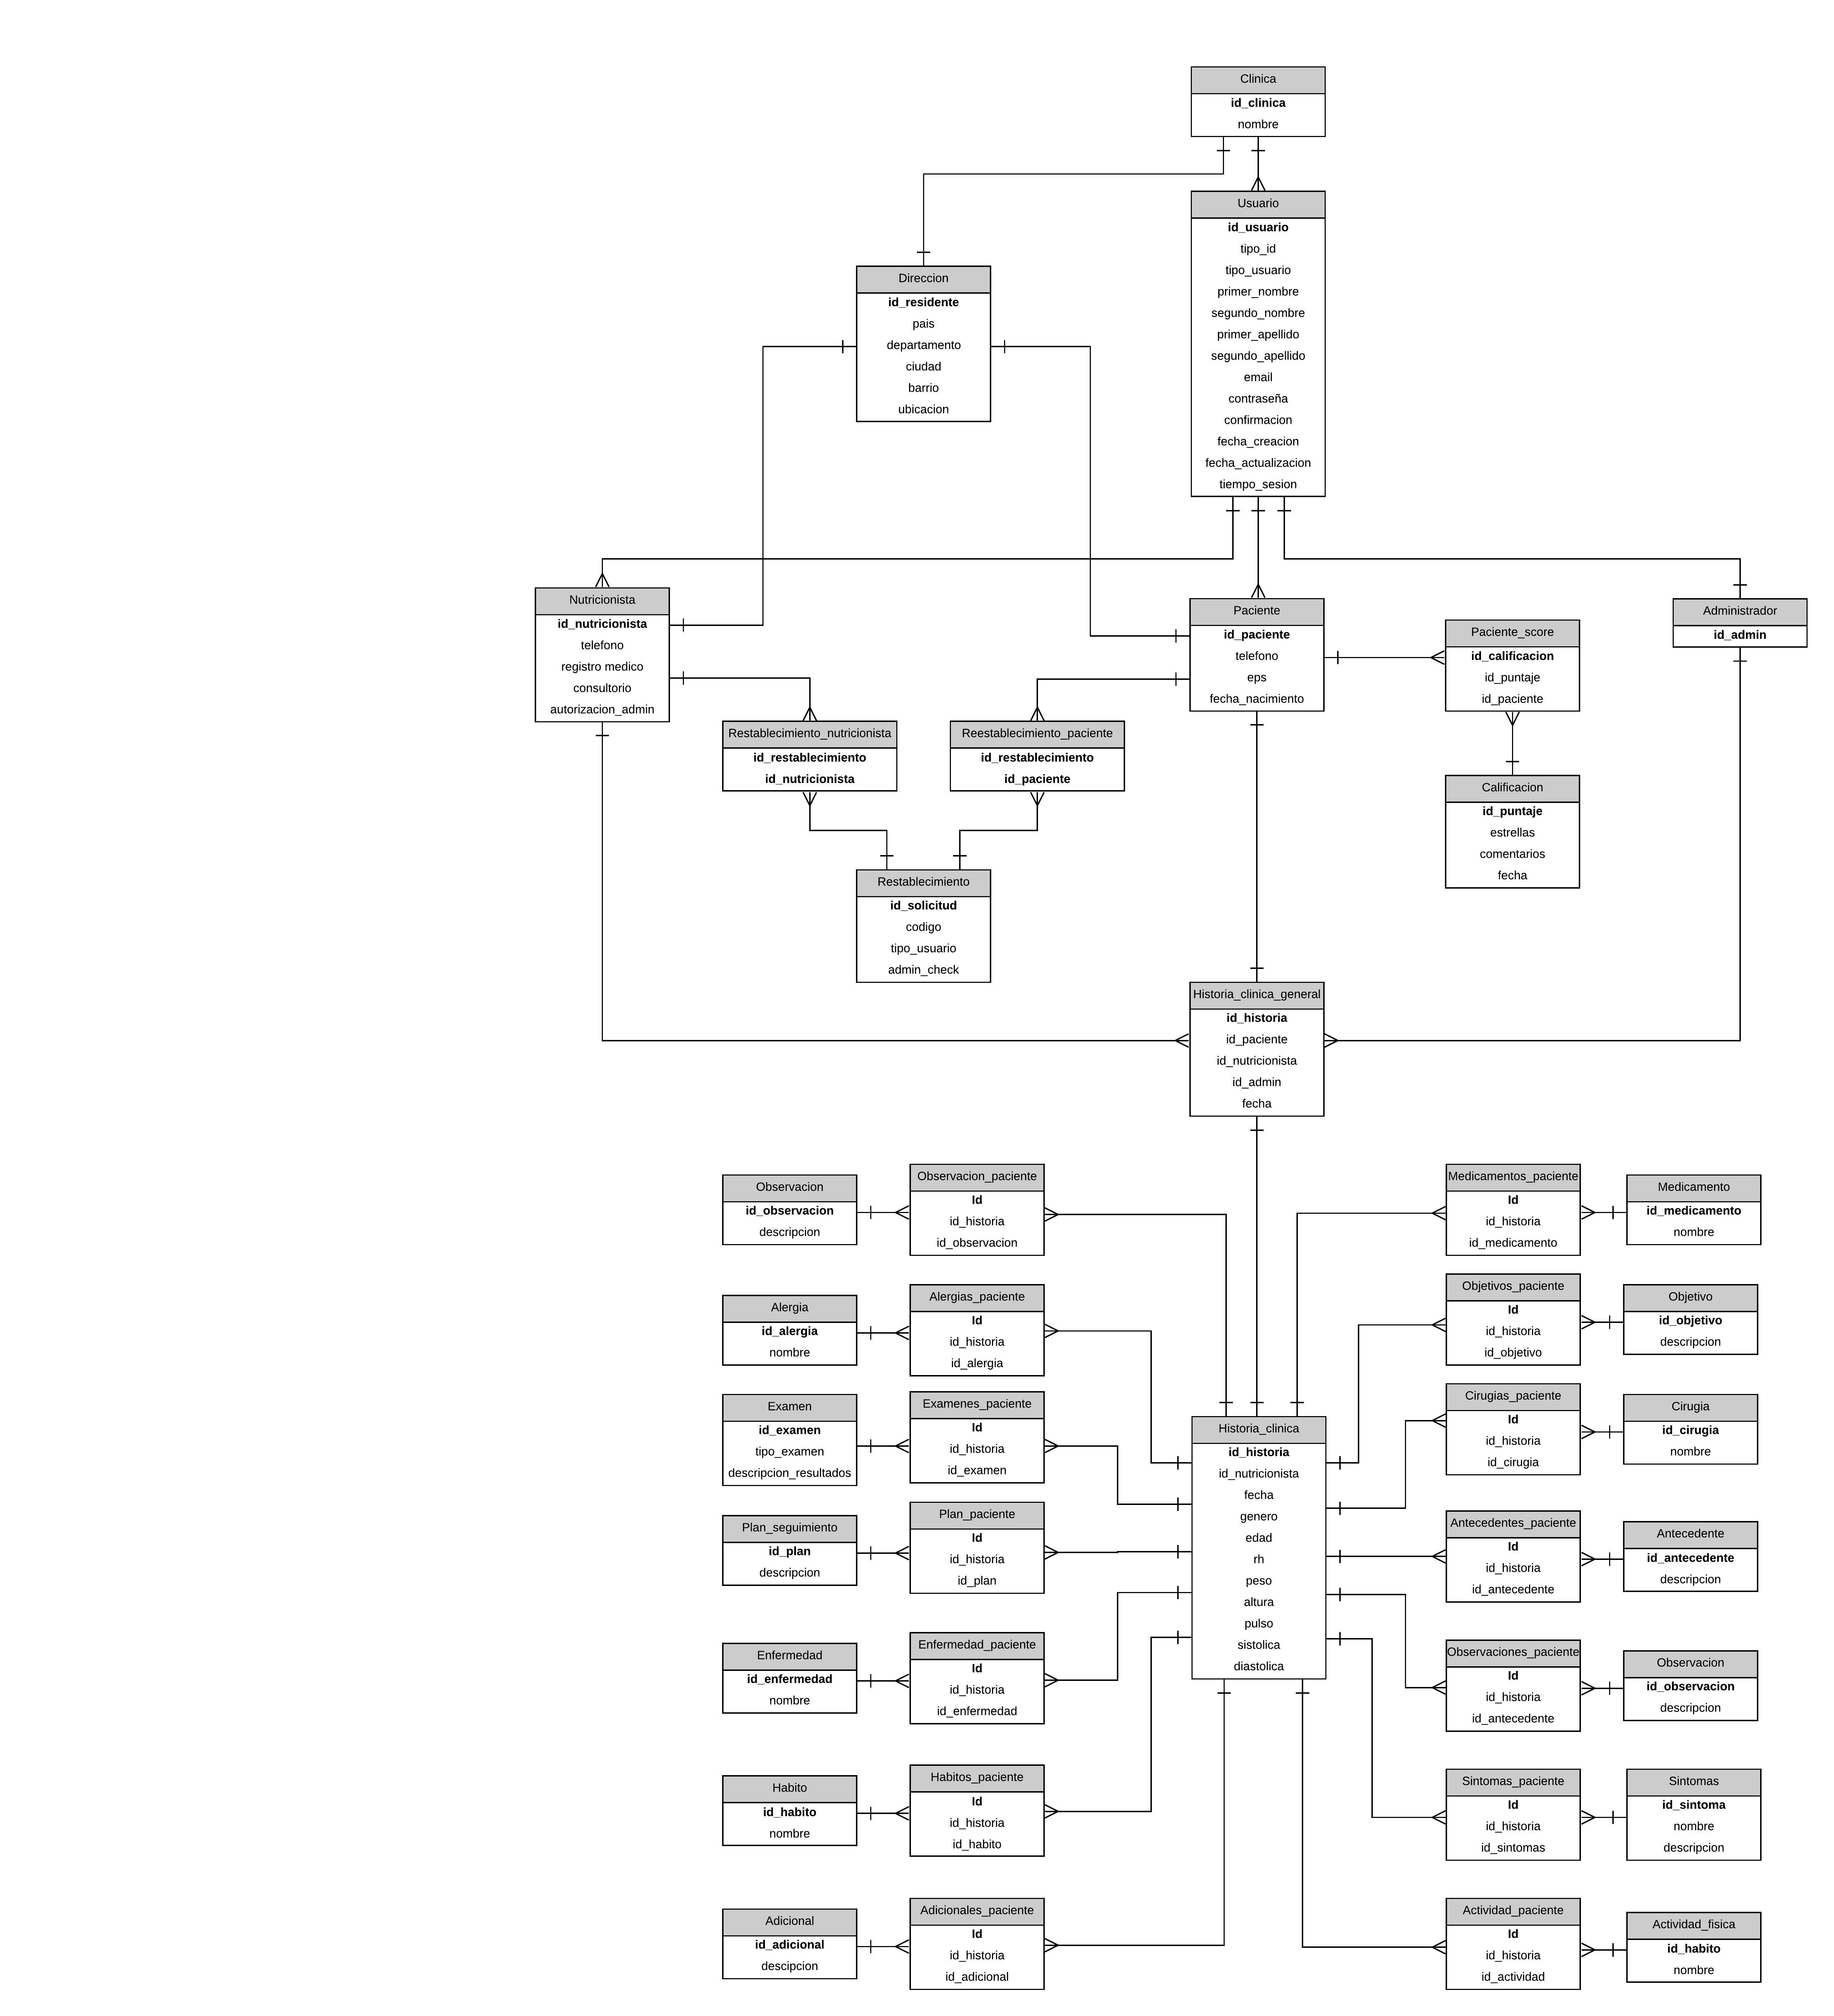 Clinica
id_clinica
nombre
Usuario
id_usuario
tipo_id
tipo_usuario
primer_nombre
segundo_nombre
primer_apellido
segundo_apellido
email
contraseña
confirmacion
fecha_creacion
fecha_actualizacion
tiempo_sesion
Direccion
id_residente
pais
departamento
ciudad
barrio
ubicacion
Nutricionista
id_nutricionista
telefono
registro medico
consultorio
autorizacion_admin
Paciente
id_paciente
telefono
eps
fecha_nacimiento
Paciente_score
id_calificacion
id_puntaje
id_paciente
Administrador
id_admin
Restablecimiento_nutricionista
id_restablecimiento
id_nutricionista
Reestablecimiento_paciente
id_restablecimiento
id_paciente
Calificacion
id_puntaje
estrellas
comentarios
fecha
Restablecimiento
id_solicitud
codigo
tipo_usuario
admin_check
Historia_clinica_general
id_historia
id_paciente
id_nutricionista
id_admin
fecha
Observacion
id_observacion
descripcion
Observacion_paciente
Id
id_historia
id_observacion
Medicamentos_paciente
Id
id_historia
id_medicamento
Medicamento
id_medicamento
nombre
Alergia
id_alergia
nombre
Alergias_paciente
Id
id_historia
id_alergia
Objetivos_paciente
Id
id_historia
id_objetivo
Objetivo
id_objetivo
descripcion
Examen
id_examen
tipo_examen
descripcion_resultados
Examenes_paciente
Id
id_historia
id_examen
Historia_clinica
id_historia
id_nutricionista
fecha
genero
edad
rh
peso
altura
pulso
sistolica
diastolica
Cirugias_paciente
Id
id_historia
id_cirugia
Cirugia
id_cirugia
nombre
Plan_seguimiento
id_plan
descripcion
Plan_paciente
Id
id_historia
id_plan
Antecedentes_paciente
Id
id_historia
id_antecedente
Antecedente
id_antecedente
descripcion
Enfermedad
id_enfermedad
nombre
Enfermedad_paciente
Id
id_historia
id_enfermedad
Observaciones_paciente
Id
id_historia
id_antecedente
Observacion
id_observacion
descripcion
Habito
id_habito
nombre
Habitos_paciente
Id
id_historia
id_habito
Sintomas_paciente
Id
id_historia
id_sintomas
Sintomas
id_sintoma
nombre
descripcion
Adicional
id_adicional
descipcion
Adicionales_paciente
Id
id_historia
id_adicional
Actividad_paciente
Id
id_historia
id_actividad
Actividad_fisica
id_habito
nombre